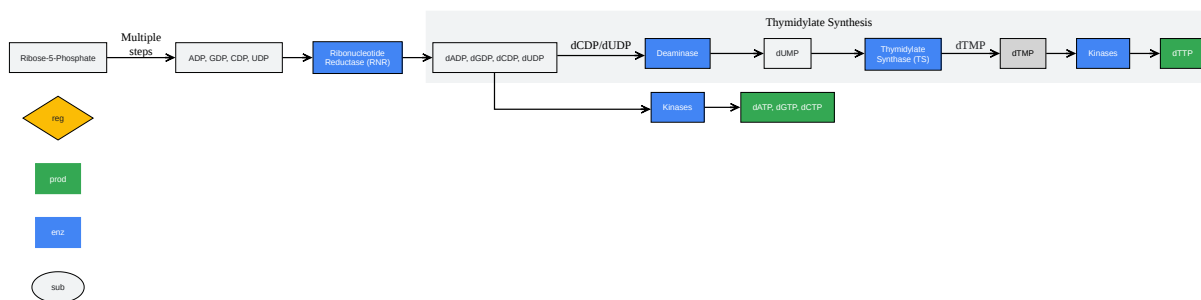 Thymidylate Synthesis
Multiple
steps
dCDP/dUDP
dTMP
Ribose-5-Phosphate
ADP, GDP, CDP, UDP
Ribonucleotide
Reductase (RNR)
dADP, dGDP, dCDP, dUDP
Deaminase
dUMP
Thymidylate
Synthase (TS)
dTMP
Kinases
dTTP
Kinases
dATP, dGTP, dCTP
reg
prod
enz
sub